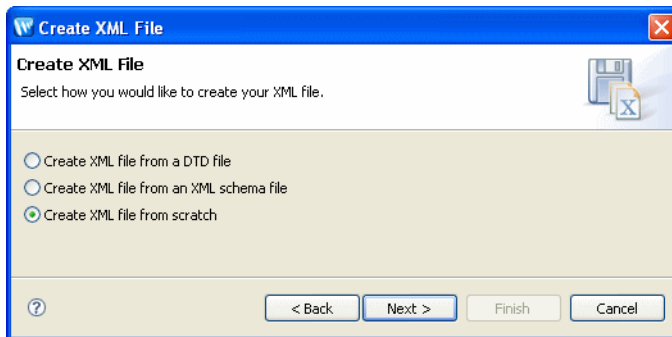 Create XML File
Create XML File
Select how you would like to create your XML file.
X
Create XML file from a DTD file
Create XML file from an XML schema file
Create XML file from scratch
?
< Back Next > Finish Cancel